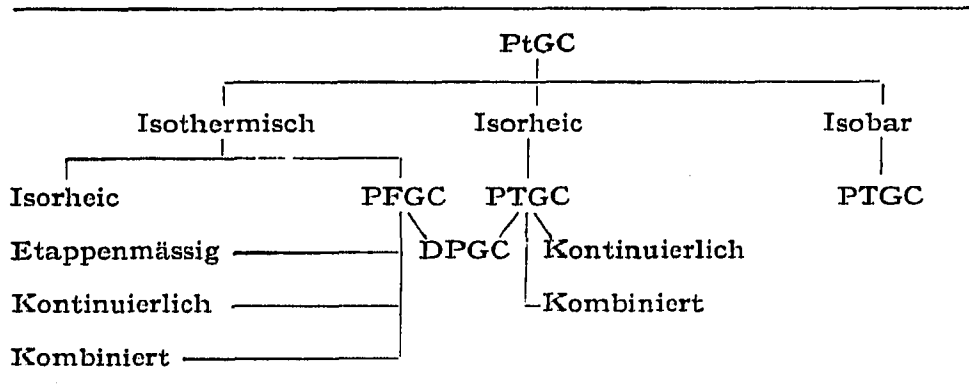 PtGC
Isothermisch Isorheic Isobar
Isorheic PFGC PTGC PTGC
Etappenmässig DPGC Kontinuierlich
Kontinuierlich Kombiniert
Kombiniert